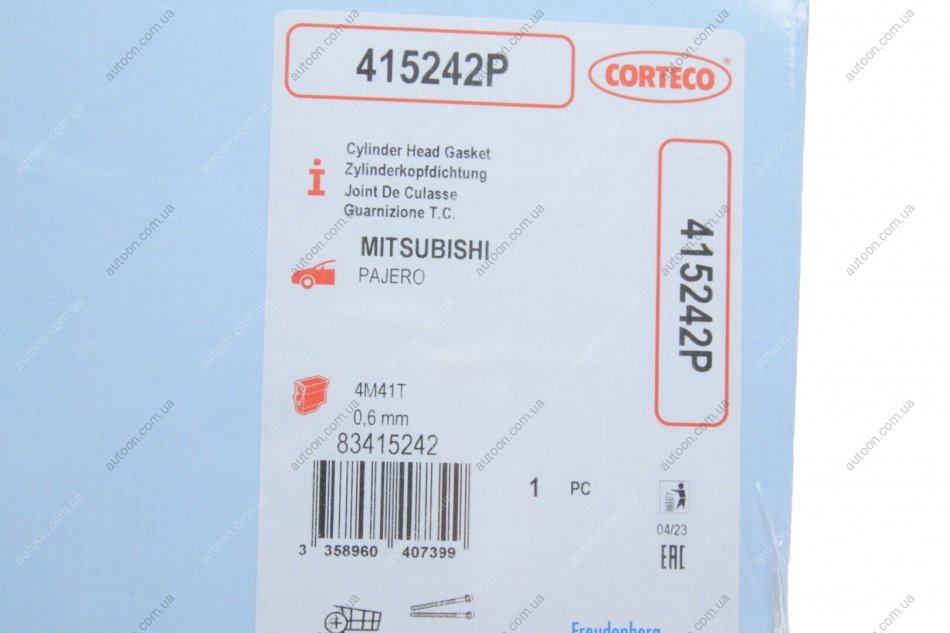 415242P
CORTECO
i
Cylinder Head Gasket
Zylinderkopfdichtung
Joint De Culasse
Guarnizione T.C.
MITSUBISHI
PAJERO
415242P
4M41T
0,6 mm
83415242
1 PC
3 358960 407399
04/23
EAC
Freudenberg
autoon.com.ua